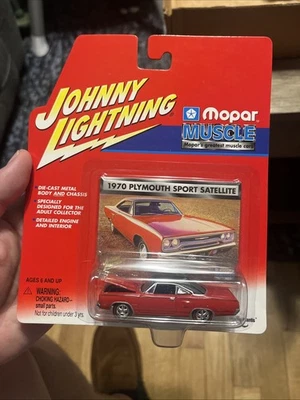 JOHNNY
LIGHTNING
Mopar
MUSCLE
Mopar's greatest muscle cars!
1970 PLYMOUTH SPORT SATELLITE
DIE-CAST METAL
BODY AND CHASSIS
SPECIALLY
DESIGNED FOR THE
ADULT COLLECTOR
DETAILED ENGINE
AND INTERIOR
AGES 6 AND UP
WARNING:
CHOKING HAZARD—
small parts.
Not for children under 3 yrs.